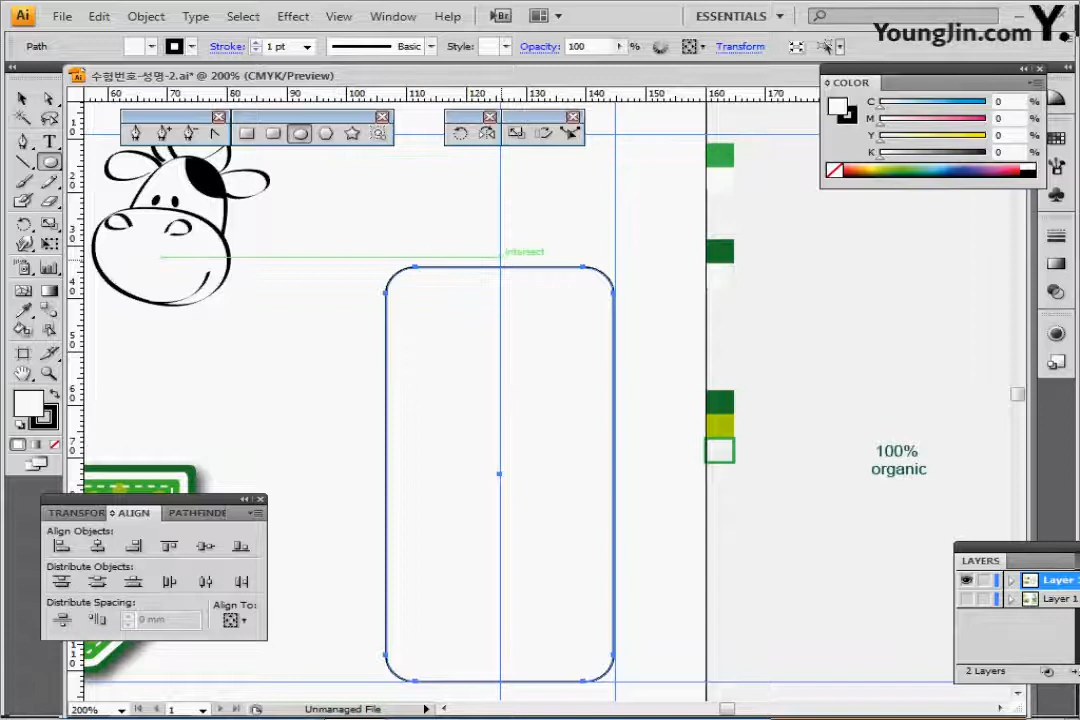 Ai File Edit Object Type Select Effect View Window Help Br ESSENTIALS
YoungJin.com Y.
Path Stroke: 1 pt Basic Style: Opacity: 100 % Transform
수험번호-성명-2.ai* @ 200% (CMYK/Preview)
60 70 80 90 100 110 120 130 140 150 160 170
COLOR
C 0 %
M 0 %
Y 0 %
K 0 %
intersect
100%
organic
TRANSFOR ALIGN PATHFINDE
Align Objects:
Distribute Objects:
Distribute Spacing: Align To:
0 mm
LAYERS
Layer
Layer 1
2 Layers
200% 1 Unmanaged File